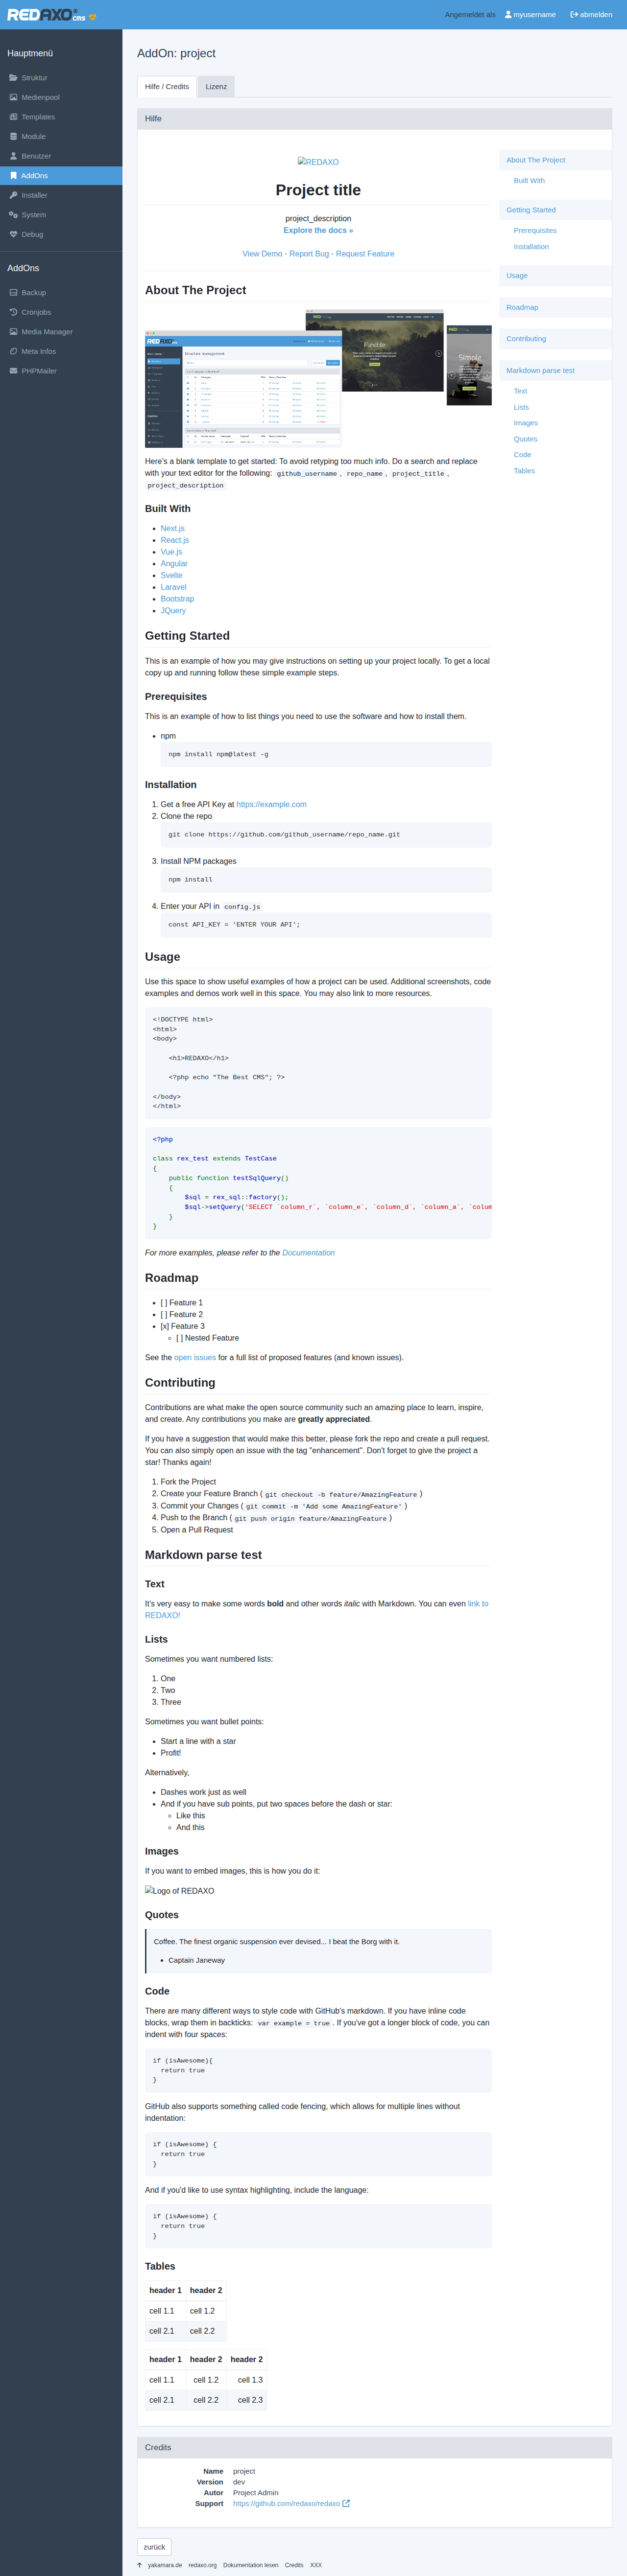 REDAXO® cms
Angemeldet als myusername abmelden
Hauptmenü
Struktur
Medienpool
Templates
Module
Benutzer
AddOns
Installer
System
Debug
AddOns
Backup
Cronjobs
Media Manager
Meta Infos
PHPMailer
AddOn: project
Hilfe / Credits
Lizenz
Hilfe
REDAXO
Project title
project_description
Explore the docs »
View Demo · Report Bug · Request Feature
About The Project
Structure management
Flexible
Simple
Here's a blank template to get started: To avoid retyping too much info. Do a search and replace
with your text editor for the following: github_username, repo_name, project_title,
project_description
Built With
Next.js
React.js
Vue.js
Angular
Svelte
Laravel
Bootstrap
JQuery
Getting Started
This is an example of how you may give instructions on setting up your project locally. To get a local
copy up and running follow these simple example steps.
Prerequisites
This is an example of how to list things you need to use the software and how to install them.
npm
npm install npm@latest -g
Installation
1. Get a free API Key at https://example.com
2. Clone the repo
git clone https://github.com/github_username/repo_name.git
3. Install NPM packages
npm install
4. Enter your API in config.js
const API_KEY = 'ENTER YOUR API';
Usage
Use this space to show useful examples of how a project can be used. Additional screenshots, code
examples and demos work well in this space. You may also link to more resources.
<!DOCTYPE html>
<html>
<body>
<h1>REDAXO</h1>
<?php echo "The Best CMS"; ?>
</body>
</html>
<?php
class rex_test extends TestCase
{
public function testSqlQuery()
{
$sql = rex_sql::factory();
$sql->setQuery('SELECT `column_r`, `column_e`, `column_d`, `column_a`, `colum
}
}
For more examples, please refer to the Documentation
Roadmap
[ ] Feature 1
[ ] Feature 2
[x] Feature 3
[ ] Nested Feature
See the open issues for a full list of proposed features (and known issues).
Contributing
Contributions are what make the open source community such an amazing place to learn, inspire,
and create. Any contributions you make are greatly appreciated.
If you have a suggestion that would make this better, please fork the repo and create a pull request.
You can also simply open an issue with the tag "enhancement". Don't forget to give the project a
star! Thanks again!
1. Fork the Project
2. Create your Feature Branch (git checkout -b feature/AmazingFeature)
3. Commit your Changes (git commit -m 'Add some AmazingFeature')
4. Push to the Branch (git push origin feature/AmazingFeature)
5. Open a Pull Request
Markdown parse test
Text
It's very easy to make some words bold and other words italic with Markdown. You can even link to
REDAXO!
Lists
Sometimes you want numbered lists:
1. One
2. Two
3. Three
Sometimes you want bullet points:
Start a line with a star
Profit!
Alternatively,
Dashes work just as well
And if you have sub points, put two spaces before the dash or star:
Like this
And this
Images
If you want to embed images, this is how you do it:
Logo of REDAXO
Quotes
Coffee. The finest organic suspension ever devised... I beat the Borg with it.
Captain Janeway
Code
There are many different ways to style code with GitHub's markdown. If you have inline code
blocks, wrap them in backticks: var example = true. If you've got a longer block of code, you can
indent with four spaces:
if (isAwesome){
return true
}
GitHub also supports something called code fencing, which allows for multiple lines without
indentation:
if (isAwesome) {
return true
}
And if you'd like to use syntax highlighting, include the language:
if (isAwesome) {
return true
}
Tables
header 1 header 2
cell 1.1 cell 1.2
cell 2.1 cell 2.2
header 1 header 2 header 2
cell 1.1 cell 1.2 cell 1.3
cell 2.1 cell 2.2 cell 2.3
About The Project
Built With
Getting Started
Prerequisites
Installation
Usage
Roadmap
Contributing
Markdown parse test
Text
Lists
Images
Quotes
Code
Tables
Credits
Name project
Version dev
Autor Project Admin
Support https://github.com/redaxo/redaxo
zurück
yakamara.de redaxo.org Dokumentation lesen Credits XXX